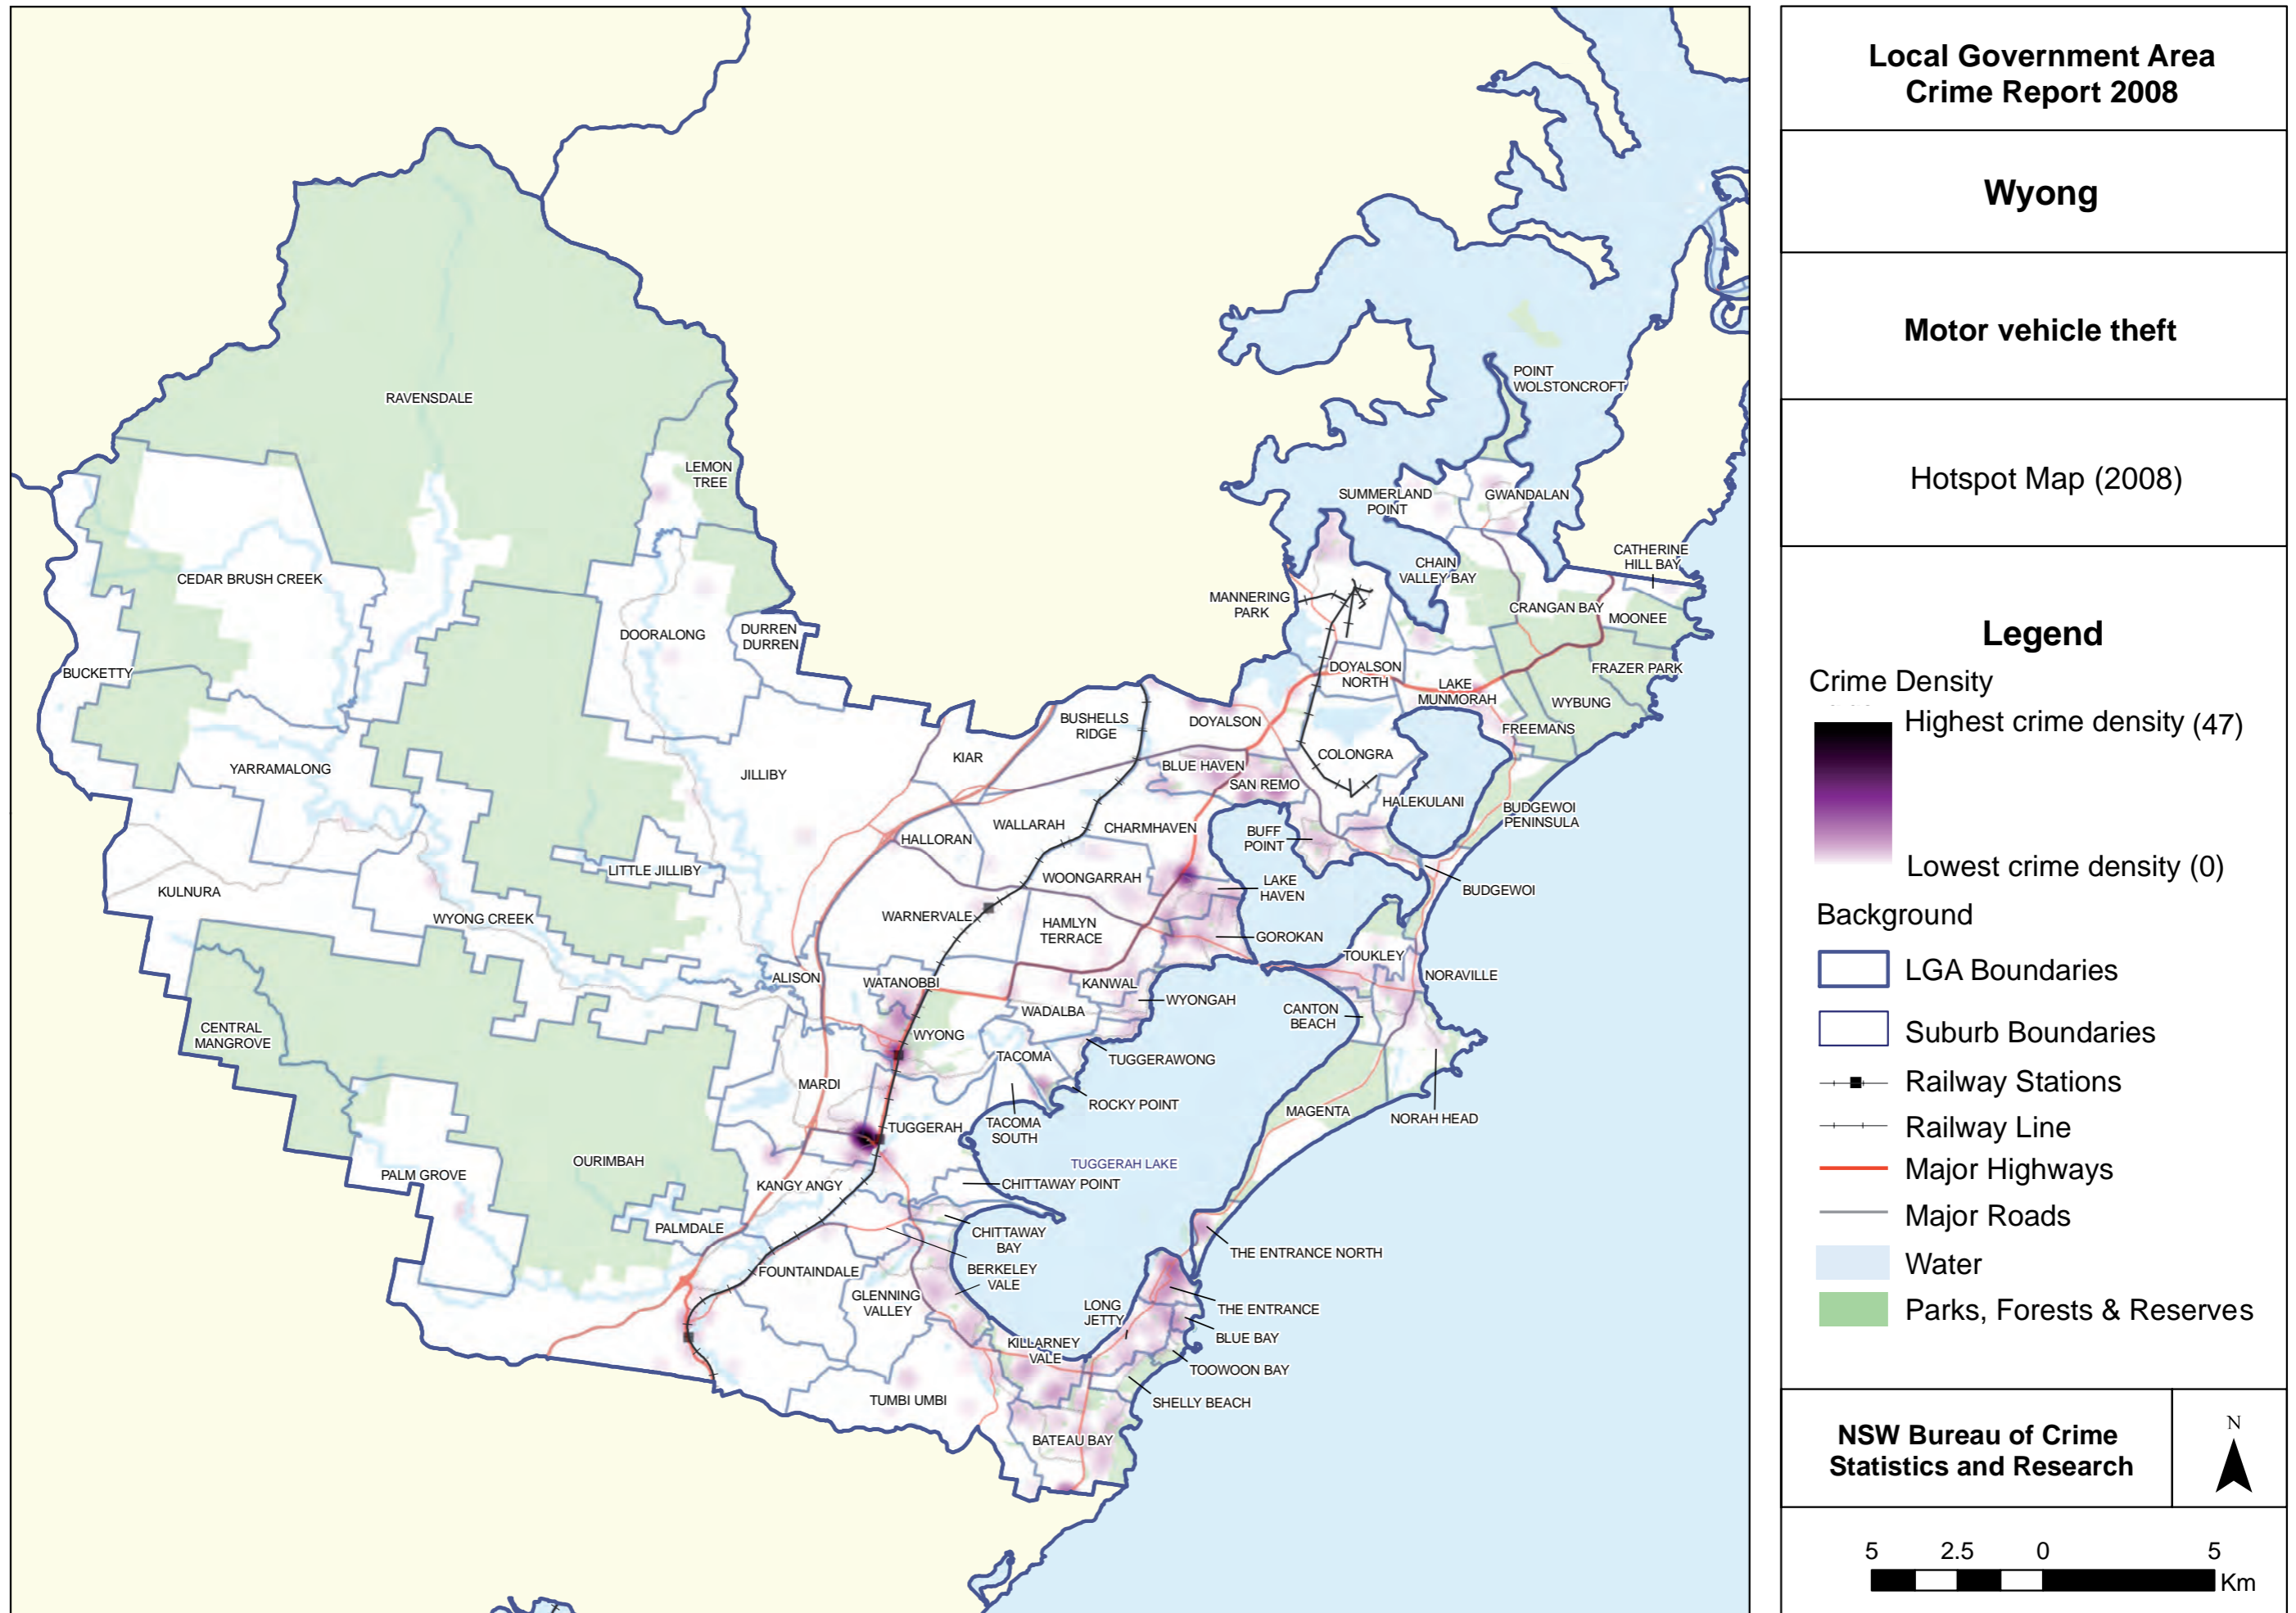 Local Government Area
Crime Report 2008
Wyong
Motor vehicle theft
Hotspot Map (2008)
Legend
Crime Density
Highest crime density (47)
Lowest crime density (0)
Background
LGA Boundaries
Suburb Boundaries
Railway Stations
Railway Line
Major Highways
Major Roads
Water
Parks, Forests & Reserves
NSW Bureau of Crime
Statistics and Research
N
5 2.5 0 5
Km
POINT
WOLSTONCROFT
RAVENSDALE
LEMON
TREE
SUMMERLAND
POINT
GWANDALAN
CATHERINE
HILL BAY
CHAIN
VALLEY BAY
CEDAR BRUSH CREEK
MANNERING
PARK
CRANGAN BAY
MOONEE
DOORALONG
DURREN
DURREN
BUCKETTY
DOYALSON
NORTH
FRAZER PARK
LAKE
MUNMORAH
WYBUNG
BUSHELLS
RIDGE
DOYALSON
FREEMANS
KIAR
COLONGRA
YARRAMALONG
JILLIBY
BLUE HAVEN
SAN REMO
HALEKULANI
BUDGEWOI
PENINSULA
WALLARAH
CHARMHAVEN
HALLORAN
BUFF
POINT
LITTLE JILLIBY
WOONGARRAH
LAKE
HAVEN
BUDGEWOI
KULNURA
WYONG CREEK
WARNERVALE
HAMLYN
TERRACE
GOROKAN
TOUKLEY
ALISON
WATANOBBI
KANWAL
NORAVILLE
WYONGAH
WADALBA
CANTON
BEACH
CENTRAL
MANGROVE
WYONG
TACOMA
TUGGERAWONG
MARDI
ROCKY POINT
MAGENTA
NORAH HEAD
TUGGERAH
TACOMA
SOUTH
OURIMBAH
TUGGERAH LAKE
PALM GROVE
KANGY ANGY
CHITTAWAY POINT
PALMDALE
CHITTAWAY
BAY
THE ENTRANCE NORTH
FOUNTAINDALE
BERKELEY
VALE
GLENNING
VALLEY
LONG
JETTY
THE ENTRANCE
BLUE BAY
KILLARNEY
VALE
TOOWOON BAY
TUMBI UMBI
SHELLY BEACH
BATEAU BAY